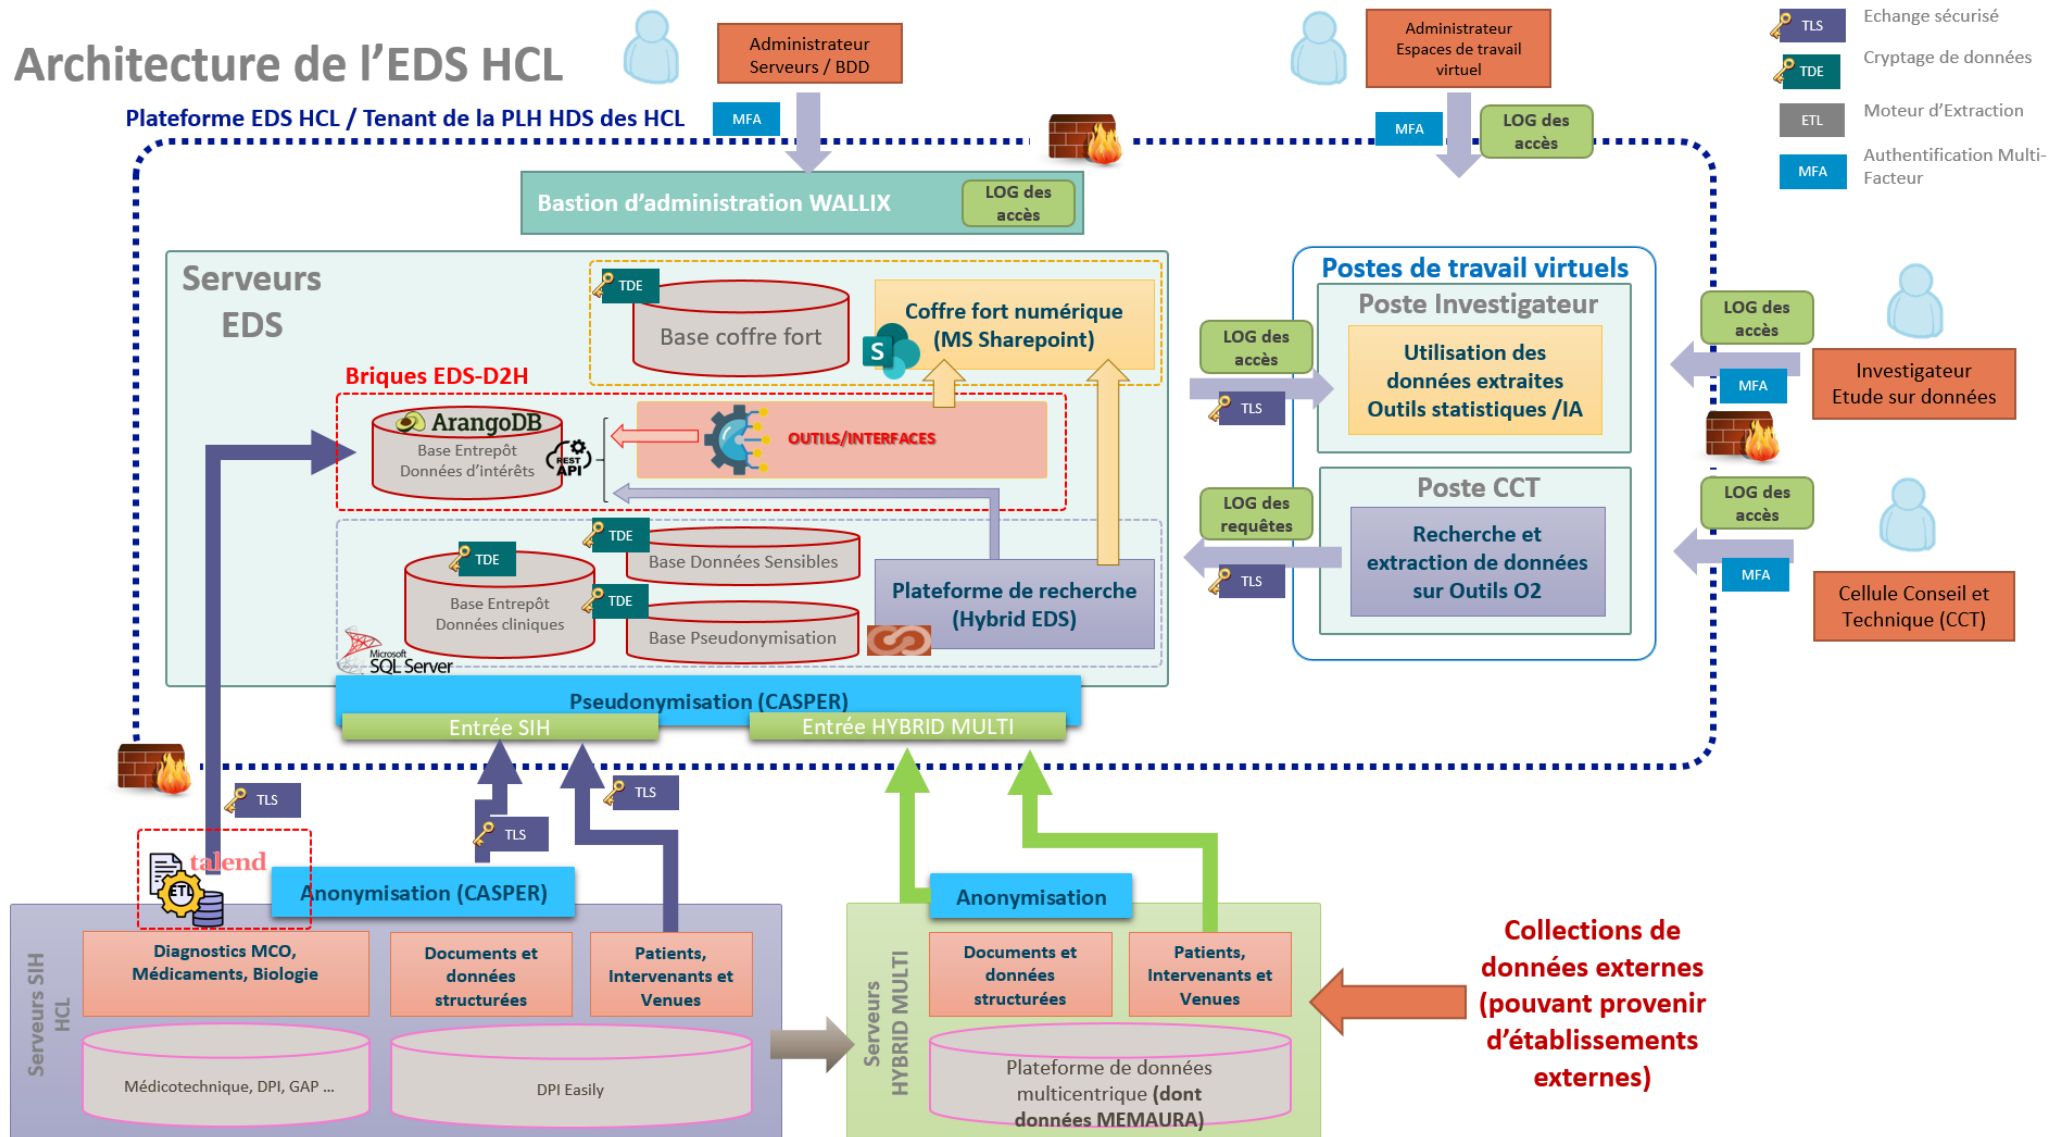 Architecture de l'EDS HCL
Administrateur
Serveurs / BDD
Administrateur
Espaces de travail
virtuel
TLS
Echange sécurisé
TDE
Cryptage de données
ETL
Moteur d'Extraction
MFA
Authentification Multi-
Facteur
Plateforme EDS HCL / Tenant de la PLH HDS des HCL
MFA
MFA
LOG des
accès
Bastion d'administration WALLIX
LOG des
accès
Serveurs
EDS
TDE
Base coffre fort
Coffre fort numérique
(MS Sharepoint)
S
Briques EDS-D2H
ArangoDB
Base Entrepôt
Données d'intérêts
REST
API
OUTILS/INTERFACES
TDE
Base Entrepôt
Données cliniques
TDE
Base Données Sensibles
TDE
Base Pseudonymisation
Plateforme de recherche
(Hybrid EDS)
Microsoft
SQL Server
Pseudonymisation (CASPER)
Entrée SIH
Entrée HYBRID MULTI
LOG des
accès
TLS
LOG des
requêtes
TLS
Postes de travail virtuels
Poste Investigateur
Utilisation des
données extraites
Outils statistiques /IA
Poste CCT
Recherche et
extraction de données
sur Outils O2
LOG des
accès
MFA
Investigateur
Etude sur données
LOG des
accès
MFA
Cellule Conseil et
Technique (CCT)
TLS
TLS
TLS
talend
ETL
Anonymisation (CASPER)
Serveurs SIH
HCL
Diagnostics MCO,
Médicaments, Biologie
Documents et
données
structurées
Patients,
Intervenants et
Venues
Médicotechnique, DPI, GAP ...
DPI Easily
Anonymisation
Serveurs
HYBRID MULTI
Documents et
données
structurées
Patients,
Intervenants et
Venues
Plateforme de données
multicentrique (dont
données MEMAURA)
Collections de
données externes
(pouvant provenir
d'établissements
externes)